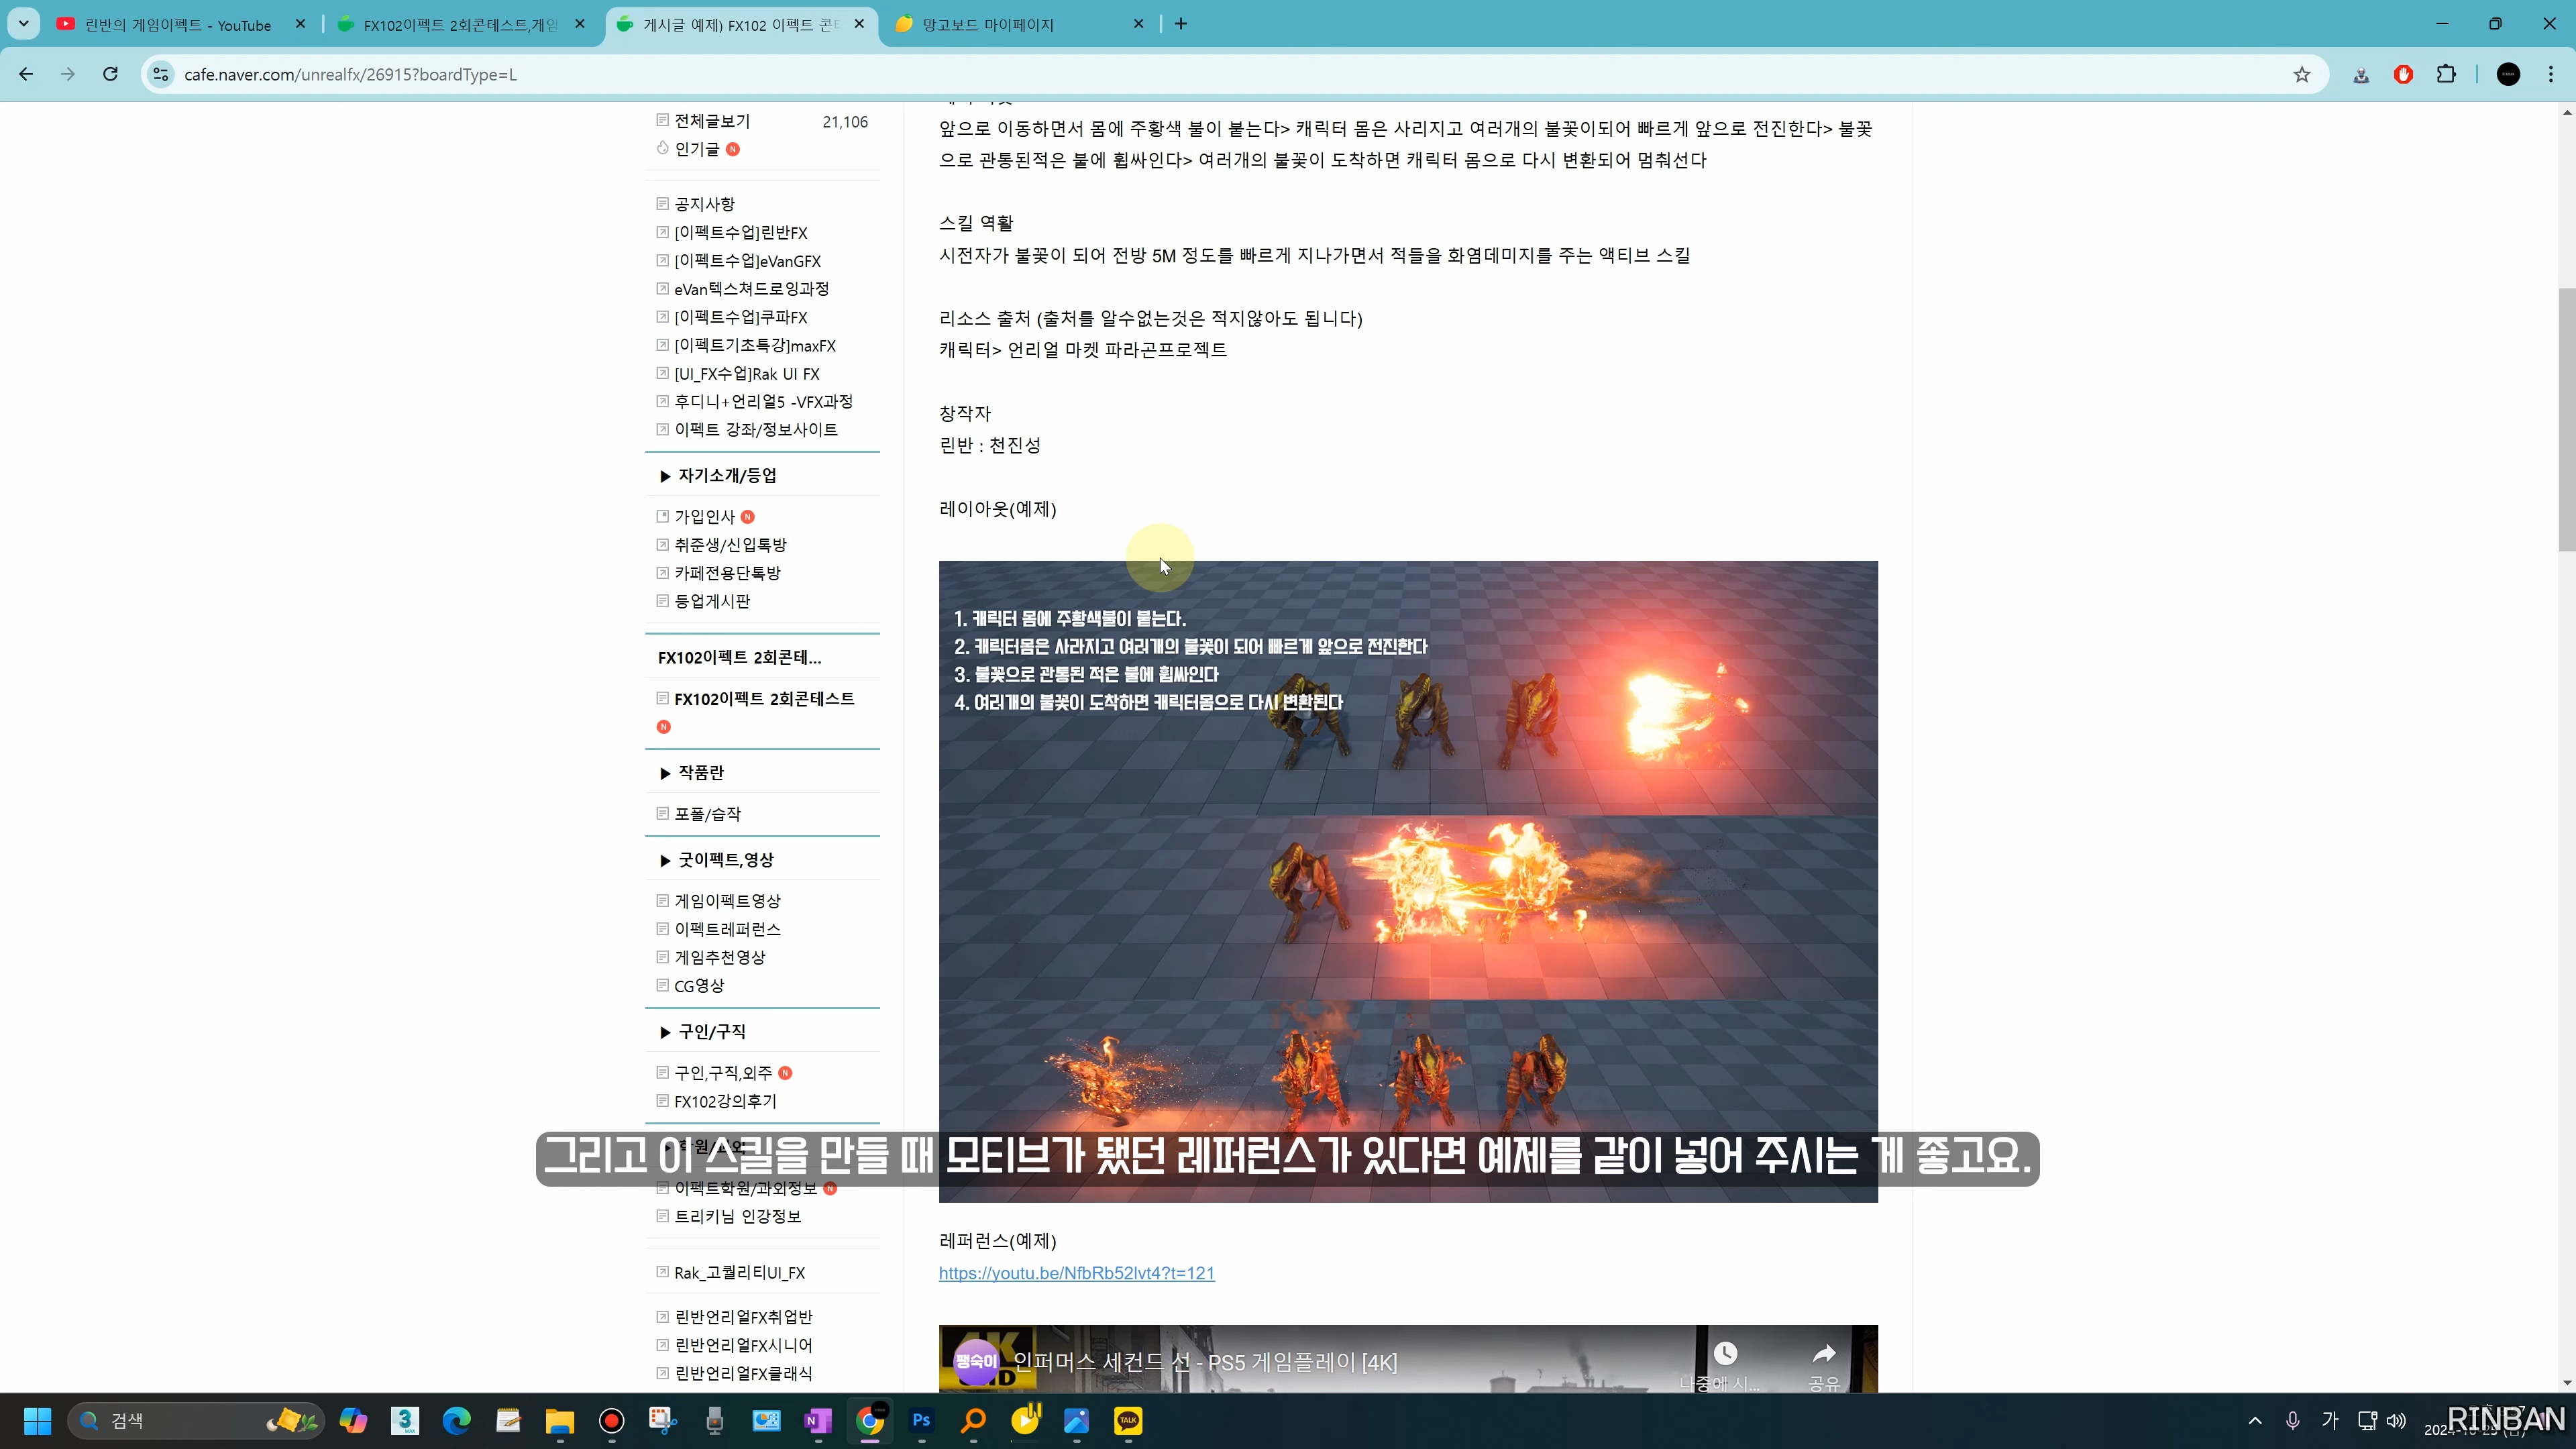 린반의 게임이펙트 - YouTube
FX102이펙트 2회콘테스트,게임
게시글 예제) FX102 이펙트 콘
망고보드 마이페이지
cafe.naver.com/unrealfx/26915?boardType=L
전체글보기 21,106
인기글 N
공지사항
[이펙트수업]린반FX
[이펙트수업]eVanGFX
eVan텍스쳐드로잉과정
[이펙트수업]쿠파FX
[이펙트기초특강]maxFX
[UI_FX수업]Rak UI FX
후디니+언리얼5 -VFX과정
이펙트 강좌/정보사이트
▶ 자기소개/등업
가입인사 N
취준생/신입톡방
카페전용단톡방
등업게시판
FX102이펙트 2회콘테...
FX102이펙트 2회콘테스트
N
▶ 작품란
포폴/습작
▶ 굿이펙트,영상
게임이펙트영상
이펙트레퍼런스
게임추천영상
CG영상
▶ 구인/구직
구인,구직,외주 N
FX102강의후기
이펙트학원/과외정보 N
트리키님 인강정보
Rak_고퀄리티UI_FX
린반언리얼FX취업반
린반언리얼FX시니어
린반언리얼FX클래식
앞으로 이동하면서 몸에 주황색 불이 붙는다> 캐릭터 몸은 사리지고 여러개의 불꽃이되어 빠르게 앞으로 전진한다> 불꽃
으로 관통된적은 불에 휩싸인다> 여러개의 불꽃이 도착하면 캐릭터 몸으로 다시 변환되어 멈춰선다
스킬 역활
시전자가 불꽃이 되어 전방 5M 정도를 빠르게 지나가면서 적들을 화염데미지를 주는 액티브 스킬
리소스 출처 (출처를 알수없는것은 적지않아도 됩니다)
캐릭터> 언리얼 마켓 파라곤프로젝트
창작자
린반 : 천진성
레이아웃(예제)
1. 캐릭터 몸에 주황색불이 붙는다.
2. 캐릭터몸은 사라지고 여러개의 불꽃이 되어 빠르게 앞으로 전진한다
3. 불꽃으로 관통된 적은 불에 휩싸인다
4. 여러개의 불꽃이 도착하면 캐릭터몸으로 다시 변환된다
그리고 이 스킬을 만들 때 모티브가 됐던 레퍼런스가 있다면 예제를 같이 넣어 주시는 게 좋고요.
레퍼런스(예제)
https://youtu.be/NfbRb52lvt4?t=121
팽숙이
인퍼머스 세컨드 선 - PS5 게임플레이 [4K]
나중에 시...
공유
검색
가
RINBAN